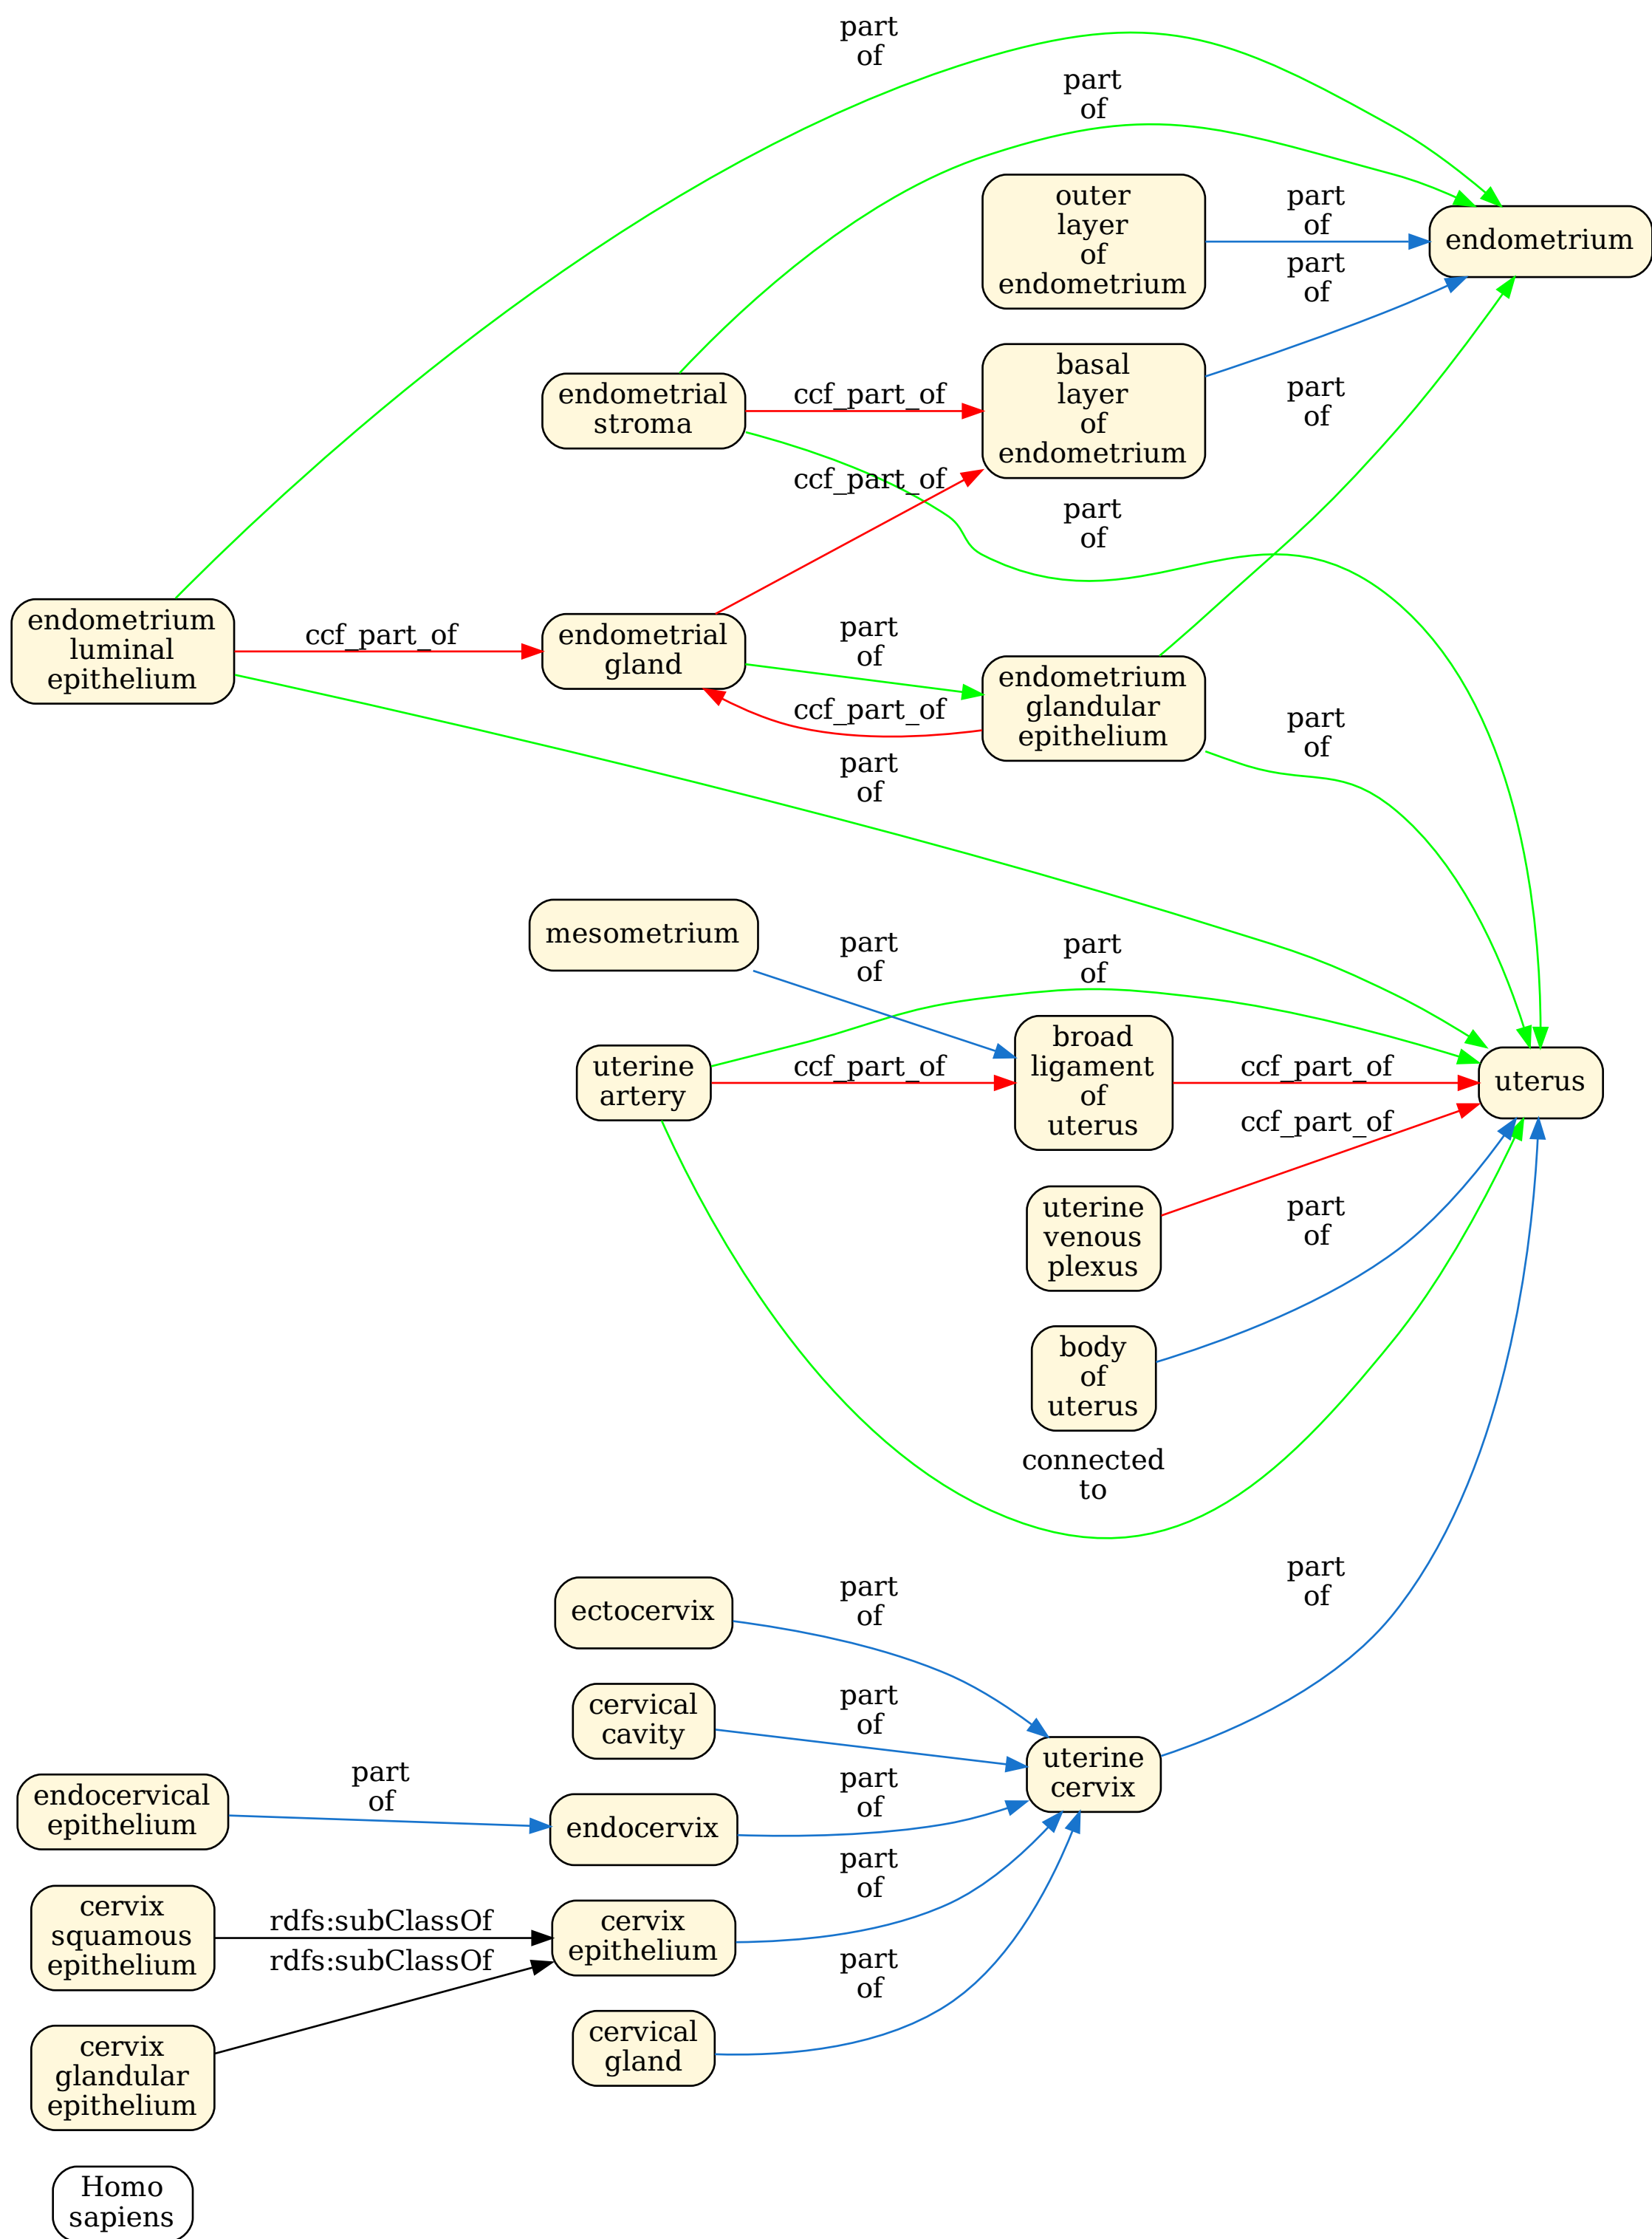 part
of
part
of
outer
layer
of
endometrium
part
of
endometrium
part
of
basal
layer
of
endometrium
endometrial
stroma
ccf_part_of
part
of
ccf_part_of
part
of
endometrium
luminal
epithelium
ccf_part_of
endometrial
gland
part
of
endometrium
glandular
epithelium
ccf_part_of
part
of
part
of
mesometrium
part
of
part
of
uterine
artery
ccf_part_of
broad
ligament
of
uterus
ccf_part_of
uterus
ccf_part_of
uterine
venous
plexus
part
of
body
of
uterus
connected
to
part
of
ectocervix
part
of
cervical
cavity
part
of
uterine
cervix
endocervical
epithelium
part
of
endocervix
part
of
cervix
squamous
epithelium
rdfs:subClassOf
rdfs:subClassOf
cervix
epithelium
part
of
cervix
glandular
epithelium
cervical
gland
part
of
Homo
sapiens